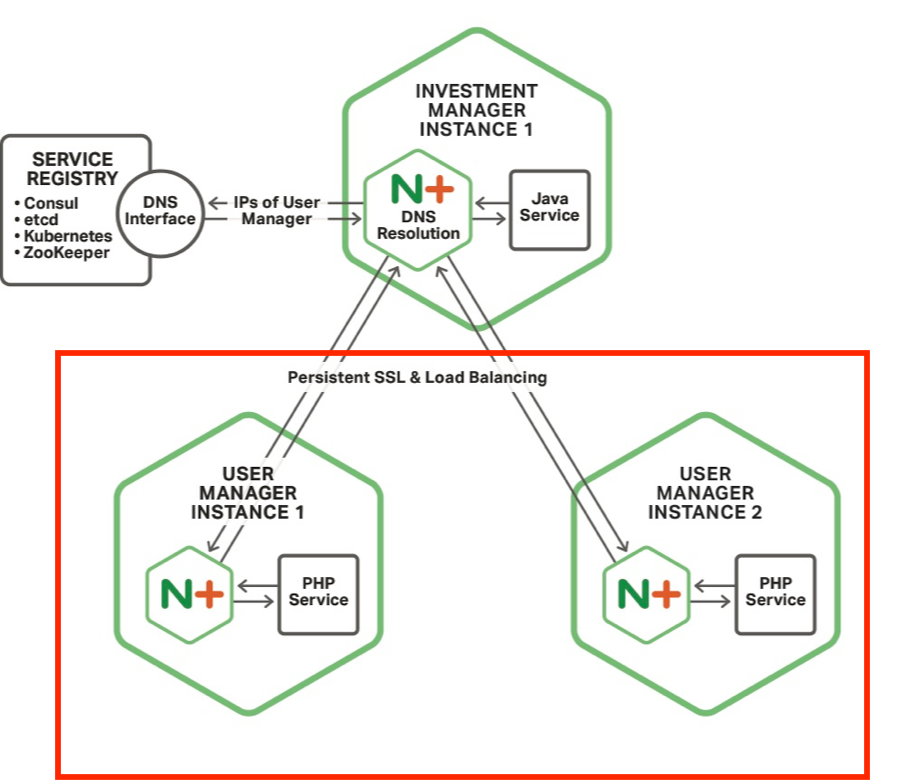 INVESTMENT
MANAGER
INSTANCE 1
SERVICE
REGISTRY
• Consul
• etcd
• Kubernetes
• ZooKeeper
DNS
Interface
IPs of User
Manager
N+
DNS
Resolution
Java
Service
Persistent SSL & Load Balancing
USER
MANAGER
INSTANCE 1
N+
PHP
Service
USER
MANAGER
INSTANCE 2
N+
PHP
Service